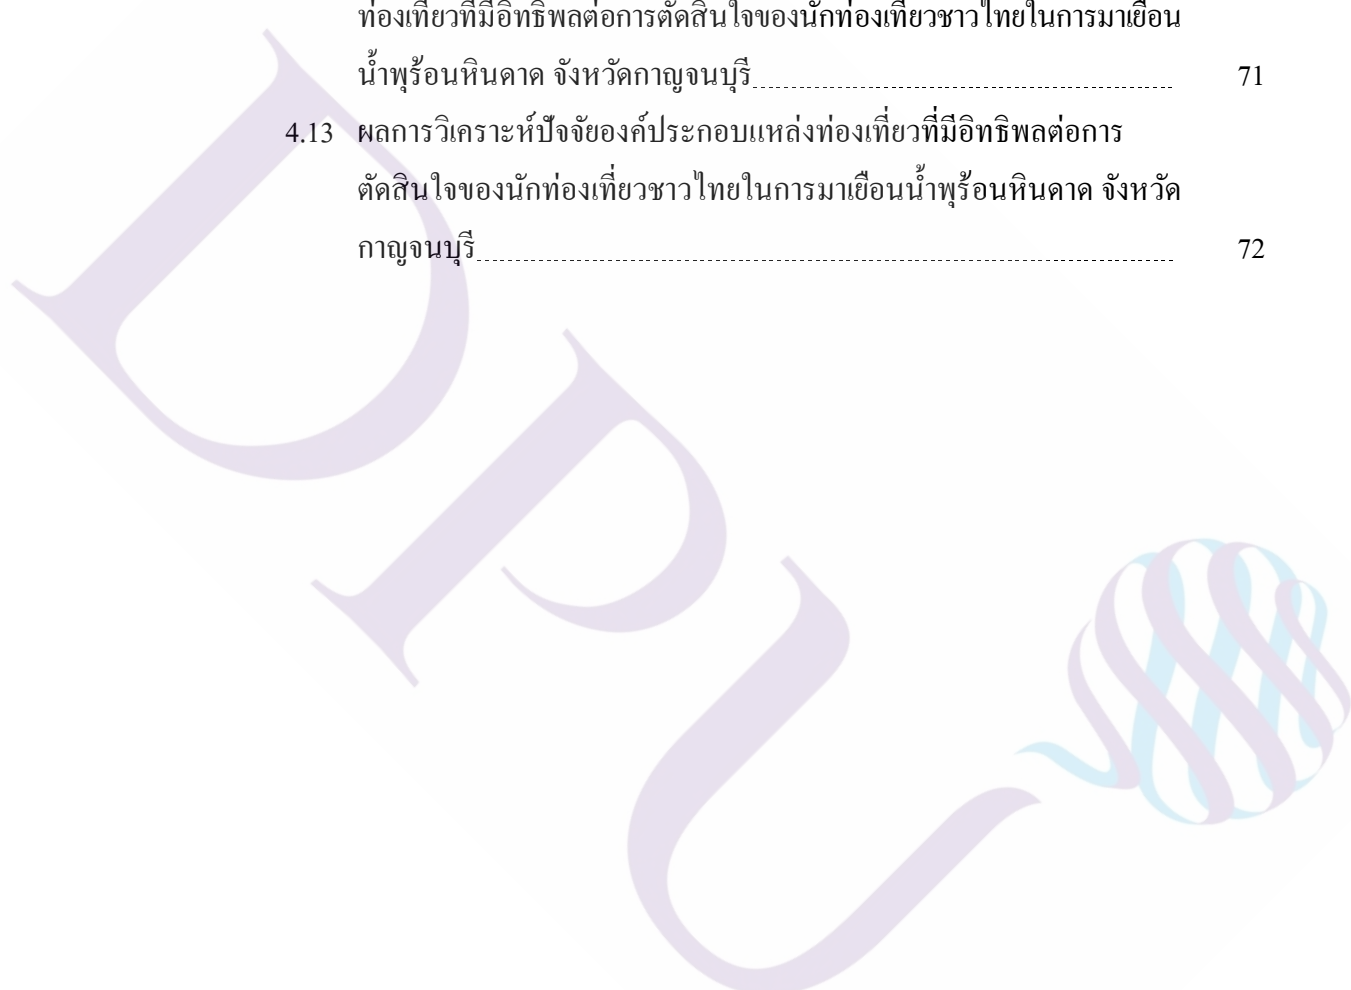 ท่องเที่ยวที่มีอิทธิพลต่อการตัดสินใจของนักท่องเที่ยวชาวไทยในการมาเยือน
น้ำพุร้อนหินดาด จังหวัดกาญจนบุรี 71
4.13 ผลการวิเคราะห์ปัจจัยองค์ประกอบแหล่งท่องเที่ยวที่มีอิทธิพลต่อการ
ตัดสินใจของนักท่องเที่ยวชาวไทยในการมาเยือนน้ำพุร้อนหินดาด จังหวัด
กาญจนบุรี 72
DPU